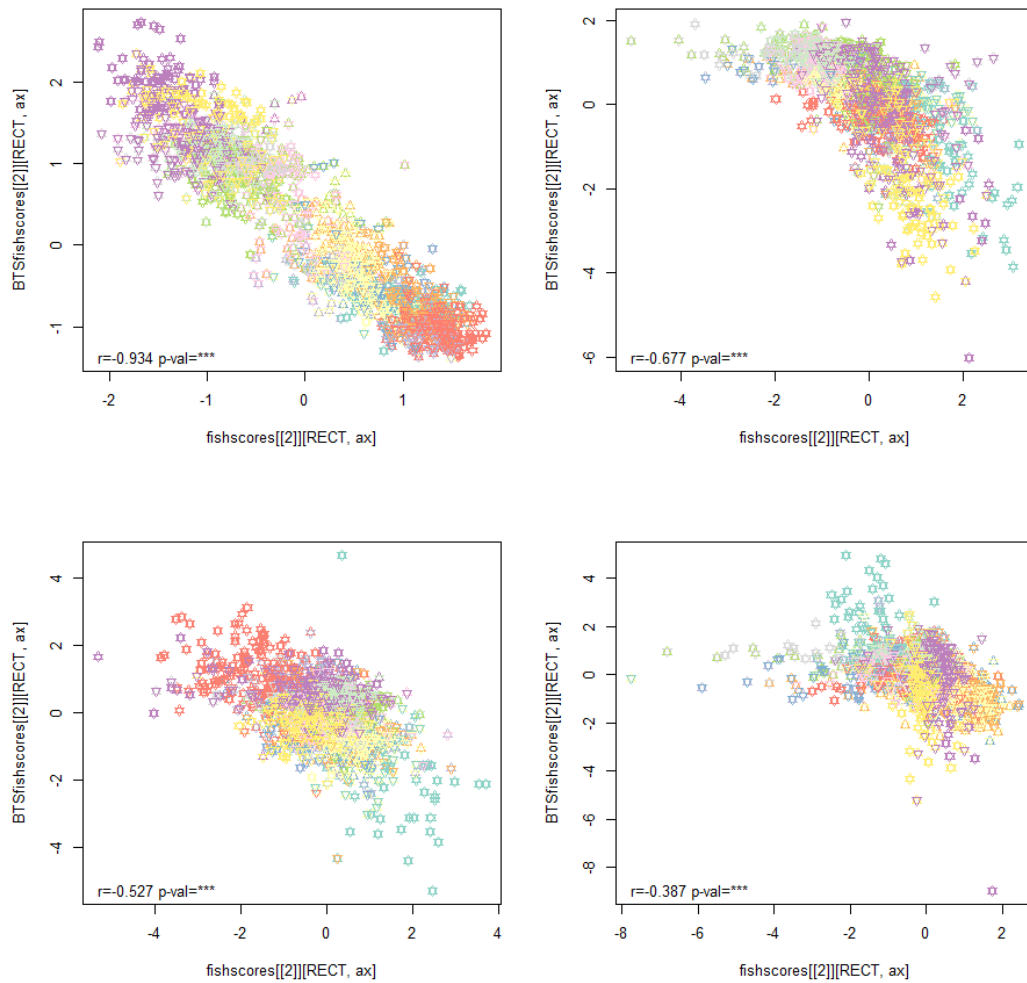 2
1
0
-1
BTSfishscores[[2]][RECT, ax]
r=-0.934 p-val=***
-2 -1 0 1
fishscores[[2]][RECT, ax]
2
0
-2
-4
-6
BTSfishscores[[2]][RECT, ax]
r=-0.677 p-val=***
-4 -2 0 2
fishscores[[2]][RECT, ax]
4
2
0
-2
-4
BTSfishscores[[2]][RECT, ax]
r=-0.527 p-val=***
-4 -2 0 2 4
fishscores[[2]][RECT, ax]
4
2
0
-2
-4
-6
-8
BTSfishscores[[2]][RECT, ax]
r=-0.387 p-val=***
-8 -6 -4 -2 0 2
fishscores[[2]][RECT, ax]